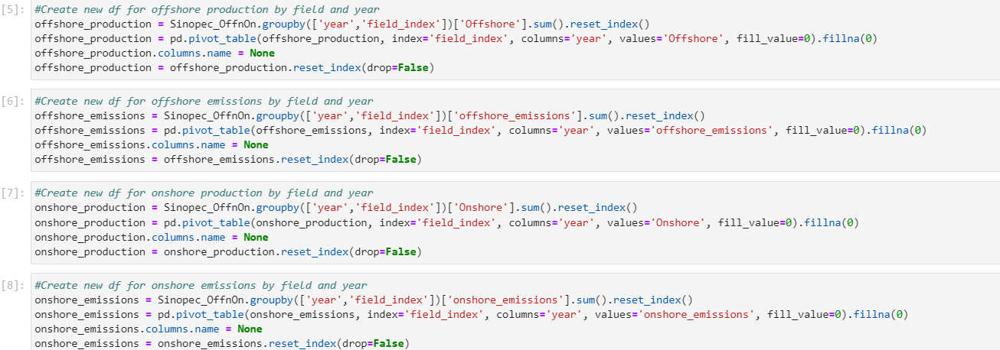 [5]: #Create new df for offshore production by field and year
offshore_production = Sinopec_OffnOn.groupby(['year','field_index'])['Offshore'].sum().reset_index()
offshore_production = pd.pivot_table(offshore_production, index='field_index', columns='year', values='Offshore', fill_value=0).fillna(0)
offshore_production.columns.name = None
offshore_production = offshore_production.reset_index(drop=False)
[6]: #Create new df for offshore emissions by field and year
offshore_emissions = Sinopec_OffnOn.groupby(['year','field_index'])['offshore_emissions'].sum().reset_index()
offshore_emissions = pd.pivot_table(offshore_emissions, index='field_index', columns='year', values='offshore_emissions', fill_value=0).fillna(0)
offshore_emissions.columns.name = None
offshore_emissions = offshore_emissions.reset_index(drop=False)
[7]: #Create new df for onshore production by field and year
onshore_production = Sinopec_OffnOn.groupby(['year','field_index'])['Onshore'].sum().reset_index()
onshore_production = pd.pivot_table(onshore_production, index='field_index', columns='year', values='Onshore', fill_value=0).fillna(0)
onshore_production.columns.name = None
onshore_production = onshore_production.reset_index(drop=False)
[8]: #Create new df for onshore emissions by field and year
onshore_emissions = Sinopec_OffnOn.groupby(['year','field_index'])['onshore_emissions'].sum().reset_index()
onshore_emissions = pd.pivot_table(onshore_emissions, index='field_index', columns='year', values='onshore_emissions', fill_value=0).fillna(0)
onshore_emissions.columns.name = None
onshore_emissions = onshore_emissions.reset_index(drop=False)